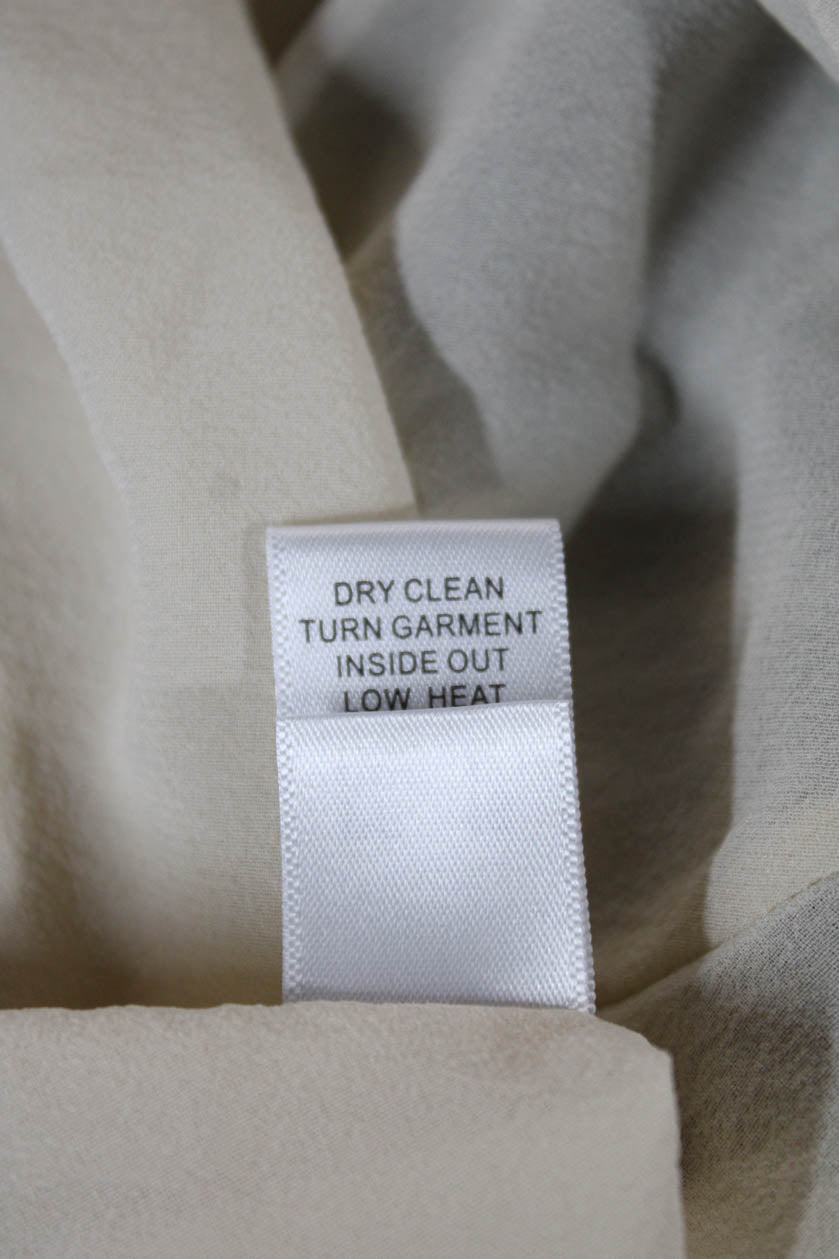 DRY CLEAN
TURN GARMENT
INSIDE OUT
LOW HEAT